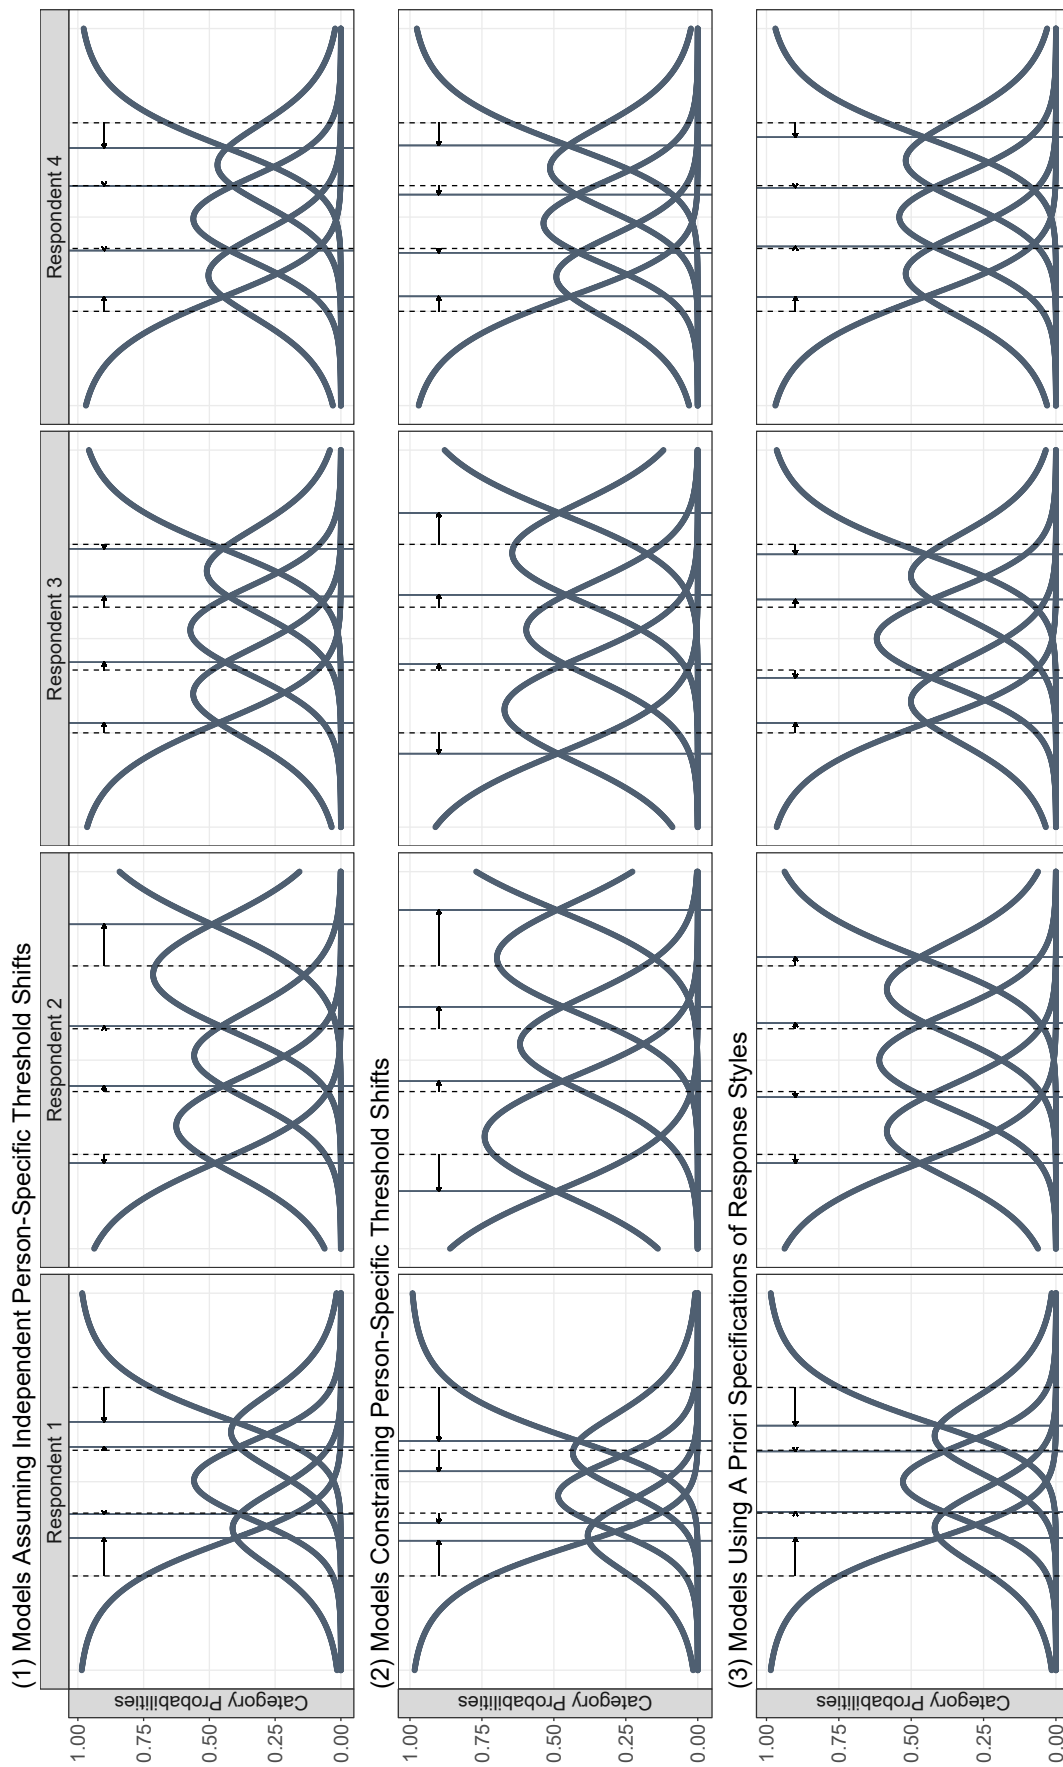 (1) Models Assuming Independent Person-Specific Threshold Shifts
Respondent 1
Respondent 2
Respondent 3
Respondent 4
Category Probabilities
1.00
0.75
0.50
0.25
0.00
(2) Models Constraining Person-Specific Threshold Shifts
Category Probabilities
1.00
0.75
0.50
0.25
0.00
(3) Models Using A Priori Specifications of Response Styles
Category Probabilities
1.00
0.75
0.50
0.25
0.00